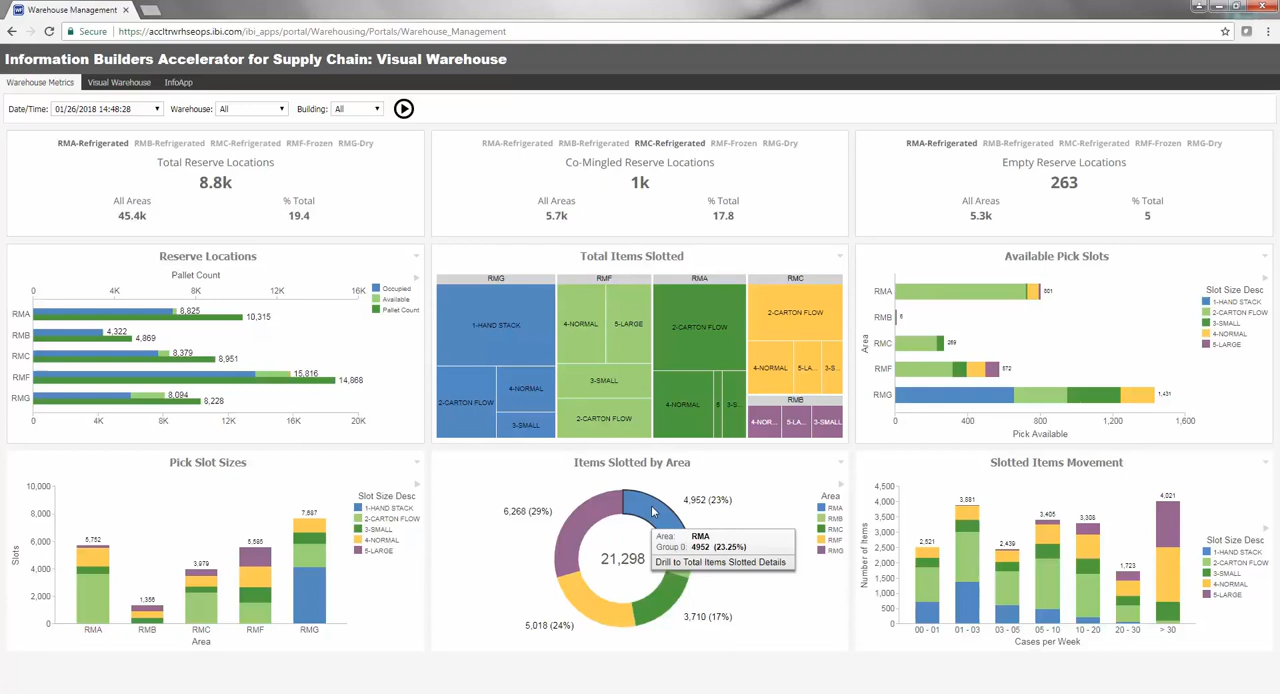 Warehouse Management
Secure https://accltrwrhseops.ibi.com/ibi_apps/portal/Warehousing/Portals/Warehouse_Management
Information Builders Accelerator for Supply Chain: Visual Warehouse
Warehouse Metrics Visual Warehouse InfoApp
Date/Time: 01/26/2018 14:48:28 Warehouse: All Building: All
RMA-Refrigerated RMB-Refrigerated RMC-Refrigerated RMF-Frozen RMG-Dry
Total Reserve Locations
8.8k
All Areas % Total
45.4k 19.4
RMA-Refrigerated RMB-Refrigerated RMC-Refrigerated RMF-Frozen RMG-Dry
Co-Mingled Reserve Locations
1k
All Areas % Total
5.7k 17.8
RMA-Refrigerated RMB-Refrigerated RMC-Refrigerated RMF-Frozen RMG-Dry
Empty Reserve Locations
263
All Areas % Total
5.3k 5
Reserve Locations
Pallet Count
0 4K 8K 12K 16K
Occupied
Available
Pallet Count
RMA 8,825 10,315
RMB 4,322 4,869
RMC 8,379 8,951
RMF 15,816 14,868
RMG 8,094 8,228
0 4K 8K 12K 16K 20K
Total Items Slotted
RMG RMF RMA RMC
1-HAND STACK
2-CARTON FLOW
4-NORMAL
3-SMALL
4-NORMAL
5-LARGE
3-SMALL
2-CARTON FLOW
2-CARTON FLOW
4-NORMAL
5
3-S...
2-CARTON FLOW
4-NORMAL
5-LA...
3-S...
RMB
4-NOR...
5-LA...
3-SMALL
Available Pick Slots
Slot Size Desc
1-HAND STACK
2-CARTON FLOW
3-SMALL
4-NORMAL
5-LARGE
Area
RMA 801
RMB 6
RMC 269
RMF 572
RMG 1,431
0 400 800 1,200 1,600
Pick Available
Pick Slot Sizes
Slot Size Desc
1-HAND STACK
2-CARTON FLOW
3-SMALL
4-NORMAL
5-LARGE
Slots
10,000
8,000
6,000
4,000
2,000
0
5,752 1,356 3,979 5,585 7,687
RMA RMB RMC RMF RMG
Area
Items Slotted by Area
4,952 (23%)
6,268 (29%)
21,298
5,018 (24%)
3,710 (17%)
Area: RMA
Group 0: 4952 (23.25%)
Drill to Total Items Slotted Details
Area
RMA
RMB
RMC
RMF
RMG
Slotted Items Movement
Slot Size Desc
1-HAND STACK
2-CARTON FLOW
3-SMALL
4-NORMAL
5-LARGE
Number of Items
4,500
4,000
3,500
3,000
2,500
2,000
1,500
1,000
500
0
2,521 3,881 2,439 3,405 3,308 1,723 4,021
00 - 01 01 - 03 03 - 05 05 - 10 10 - 20 20 - 30 > 30
Cases per Week